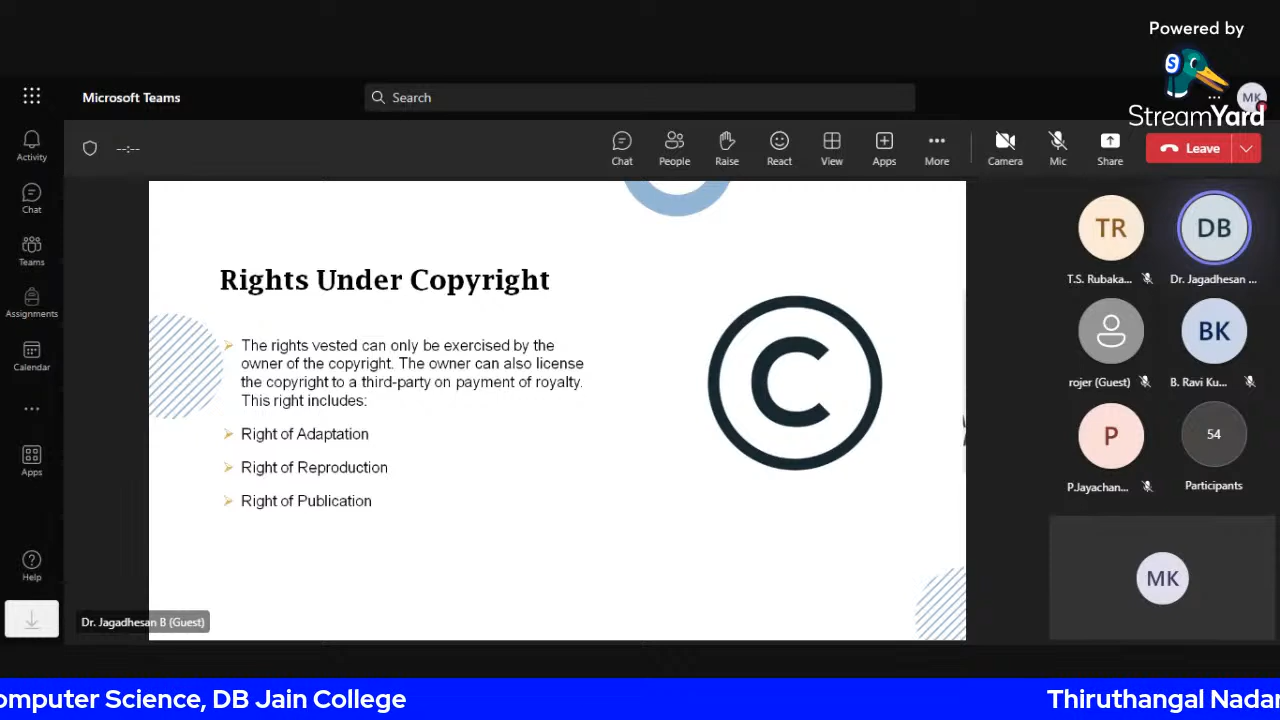 Powered by
StreamYard
Microsoft Teams
Search
MK
--:--
Chat
People
Raise
React
View
Apps
More
Camera
Mic
Share
Leave
Activity
Chat
Teams
Assignments
Calendar
Apps
Help
Rights Under Copyright
The rights vested can only be exercised by the
owner of the copyright. The owner can also license
the copyright to a third-party on payment of royalty.
This right includes:
Right of Adaptation
Right of Reproduction
Right of Publication
C
TR
T.S. Rubaka...
DB
Dr. Jagadhesan ...
rojer (Guest)
BK
B. Ravi Ku...
P
P.Jayachan...
54
Participants
MK
Dr. Jagadhesan B (Guest)
omputer Science, DB Jain College
Thiruthangal Nadar